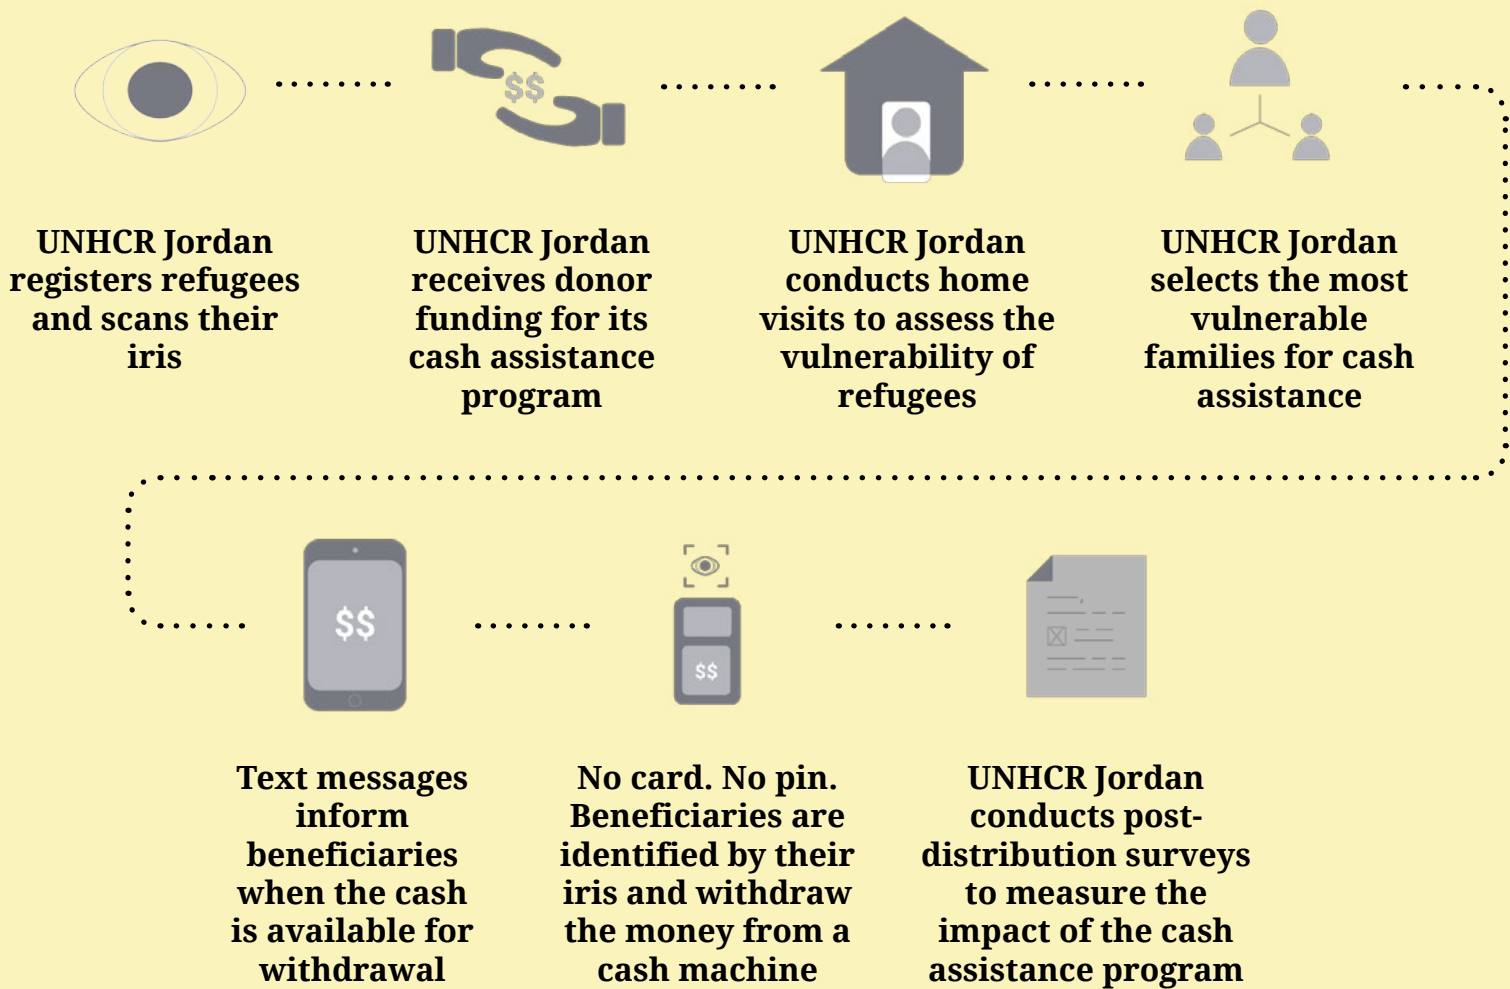 $$
UNHCR Jordan
registers refugees
and scans their
iris
UNHCR Jordan
receives donor
funding for its
cash assistance
program
UNHCR Jordan
conducts home
visits to assess the
vulnerability of
refugees
UNHCR Jordan
selects the most
vulnerable
families for cash
assistance
$$
$$
Text messages
inform
beneficiaries
when the cash
is available for
withdrawal
No card. No pin.
Beneficiaries are
identified by their
iris and withdraw
the money from a
cash machine
UNHCR Jordan
conducts post-
distribution surveys
to measure the
impact of the cash
assistance program